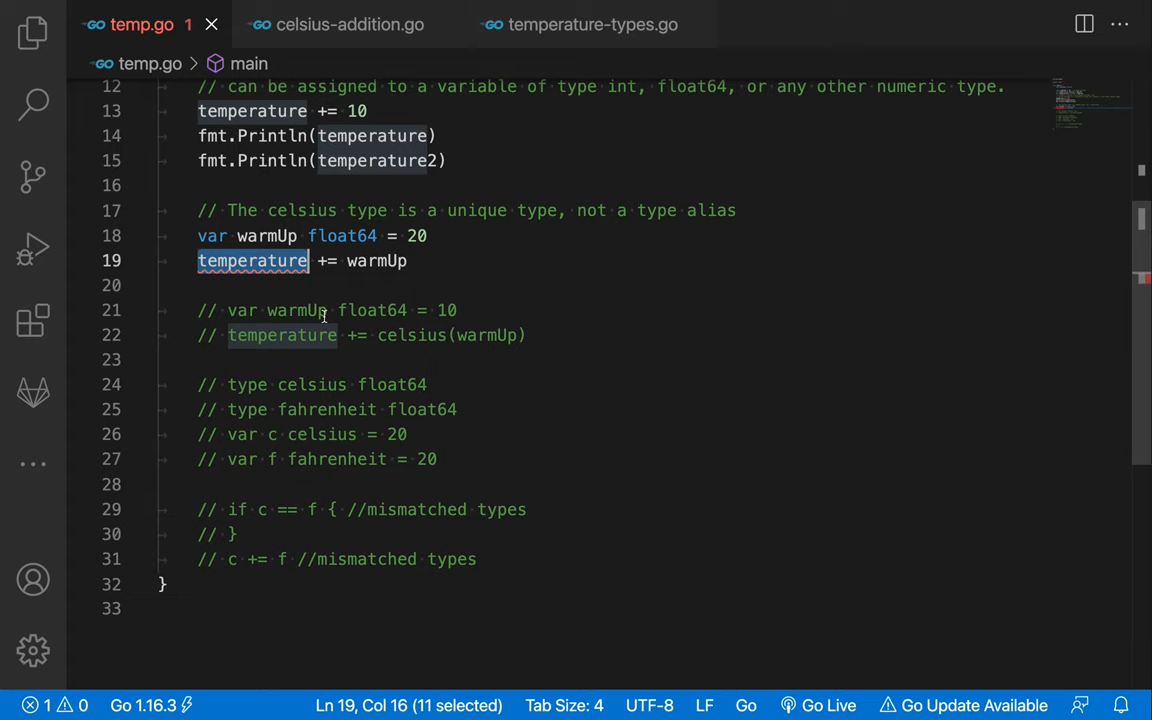 GO temp.go 1 × GO celsius-addition.go GO temperature-types.go ...
GO temp.go > main
12 // can be assigned to a variable of type int, float64, or any other numeric type.
13 temperature += 10
14 fmt.Println(temperature)
15 fmt.Println(temperature2)
16
17 // The celsius type is a unique type, not a type alias
18 var warmUp float64 = 20
19 temperature += warmUp
20
21 // var warmUp float64 = 10
22 // temperature += celsius(warmUp)
23
24 // type celsius float64
25 // type fahrenheit float64
26 // var c celsius = 20
27 // var f fahrenheit = 20
28
29 // if c == f { //mismatched types
30 // }
31 // c += f //mismatched types
32 }
33
1 0 Go 1.16.3 Ln 19, Col 16 (11 selected) Tab Size: 4 UTF-8 LF Go Go Live Go Update Available